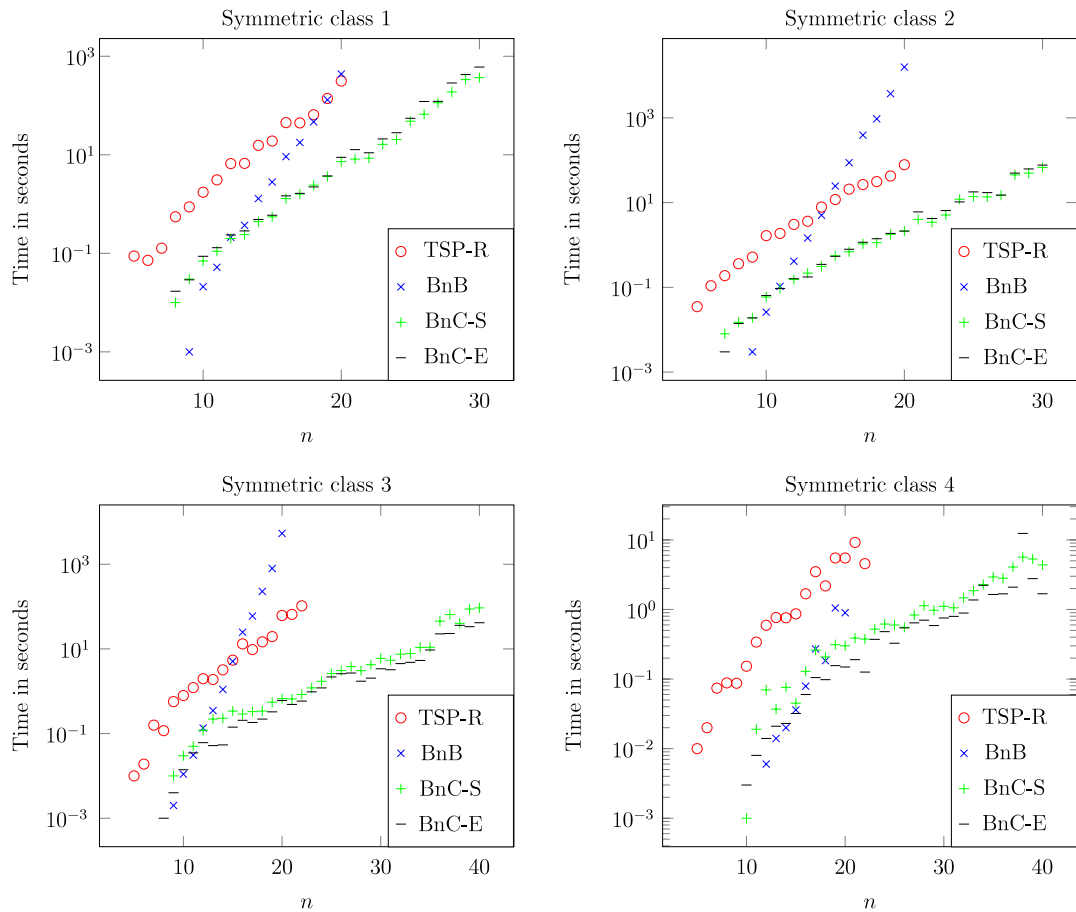 Symmetric class 1
Time in seconds
10^3
10^1
10^−1
10^−3
10 20 30
n
TSP-R
BnB
BnC-S
BnC-E
Symmetric class 2
Time in seconds
10^3
10^1
10^−1
10^−3
10 20 30
n
TSP-R
BnB
BnC-S
BnC-E
Symmetric class 3
Time in seconds
10^3
10^1
10^−1
10^−3
10 20 30 40
n
TSP-R
BnB
BnC-S
BnC-E
Symmetric class 4
Time in seconds
10^1
10^0
10^−1
10^−2
10^−3
10 20 30 40
n
TSP-R
BnB
BnC-S
BnC-E